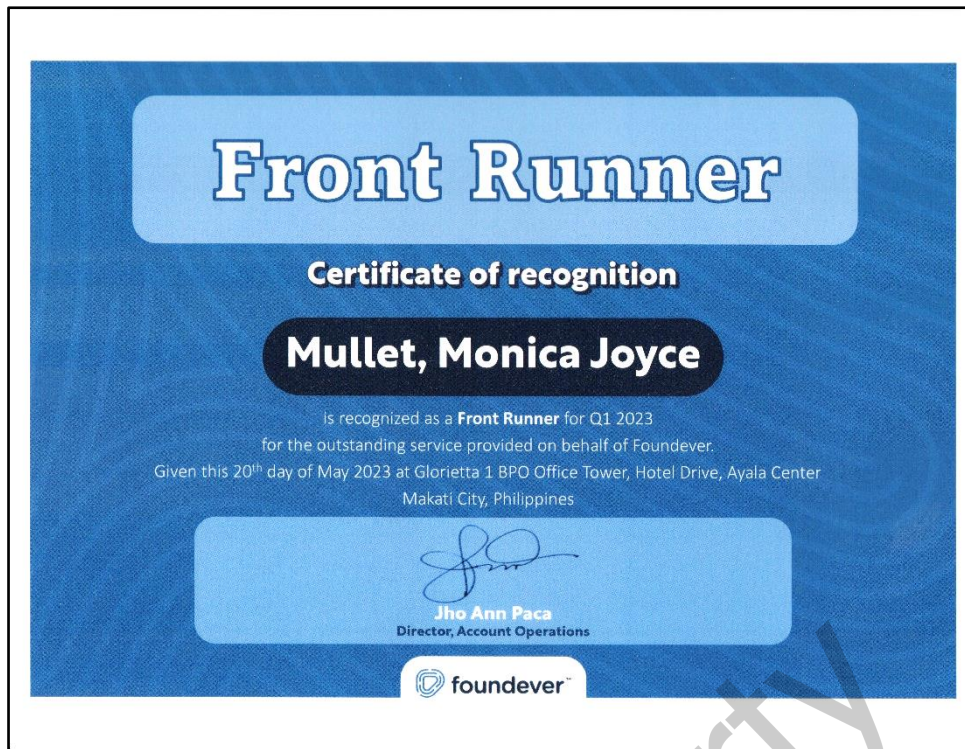 Front Runner
Certificate of recognition
Mullet, Monica Joyce
is recognized as a Front Runner for Q1 2023
for the outstanding service provided on behalf of Foundever.
Given this 20th day of May 2023 at Glorietta 1 BPO Office Tower, Hotel Drive, Ayala Center
Makati City, Philippines
Jho Ann Paca
Director, Account Operations
foundever™